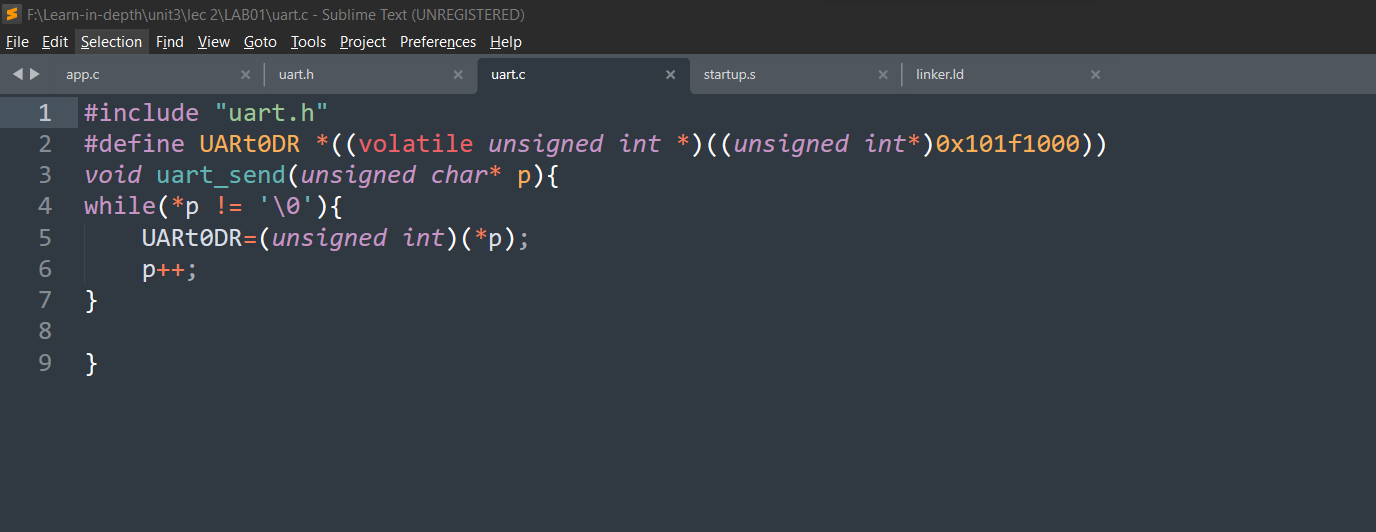 F:\Learn-in-depth\unit3\lec 2\LAB01\uart.c - Sublime Text (UNREGISTERED)
File Edit Selection Find View Goto Tools Project Preferences Help
app.c × uart.h × uart.c × startup.s × linker.ld ×
1 #include "uart.h"
2 #define UARt0DR *((volatile unsigned int *)((unsigned int*)0x101f1000))
3 void uart_send(unsigned char* p){
4 while(*p != '\0'){
5     UARt0DR=(unsigned int)(*p);
6     p++;
7 }
8
9 }